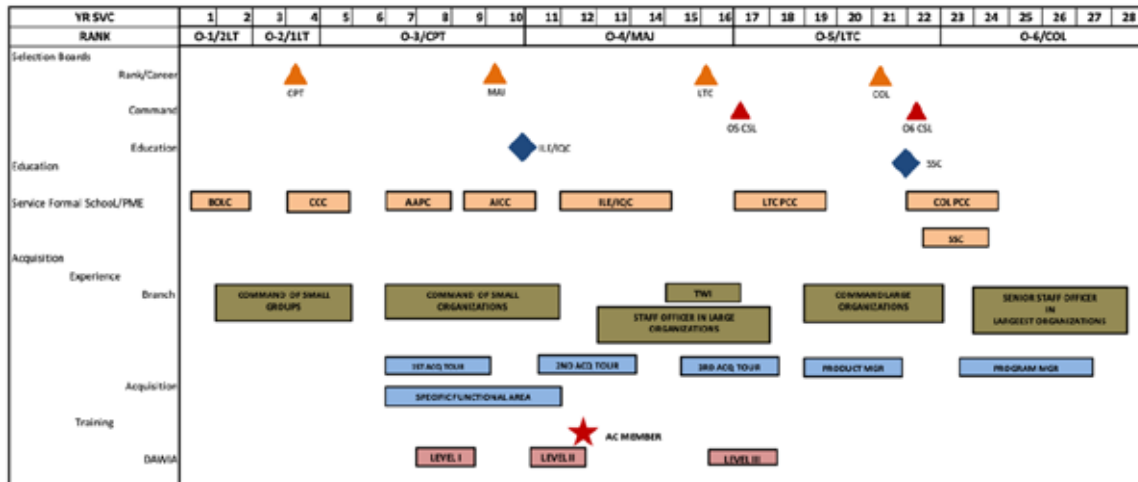 YR SVC 1 2 3 4 5 6 7 8 9 10 11 12 13 14 15 16 17 18 19 20 21 22 23 24 25 26 27 28
RANK O-1/2LT O-2/1LT O-3/CPT O-4/MAJ O-5/LTC O-6/COL
Selection Boards
Rank/Career
CPT MAJ LTC COL
Command
O5 CSL O6 CSL
Education ILE/IQC
Education SSC
Service Formal School/PME BOLC CCC AAPC AICC ILE/IQC LTC PCC COL PCC
SSC
Acquisition
Experience
Branch
COMMAND OF SMALL
GROUPS
COMMAND OF SMALL
ORGANIZATIONS
TWI
STAFF OFFICER IN LARGE
ORGANIZATIONS
COMMAND LARGE
ORGANIZATIONS
SENIOR STAFF OFFICER
IN
LARGEEST ORGANIZATIONS
1ST ACQ TOUR 2ND ACQ TOUR 3RD ACQ TOUR PRODUCT MGR PROGRAM MGR
Acquisition
SPECIFIC FUNCTIONAL AREA
Training
AC MEMBER
DAWIA LEVEL I LEVEL II LEVEL III